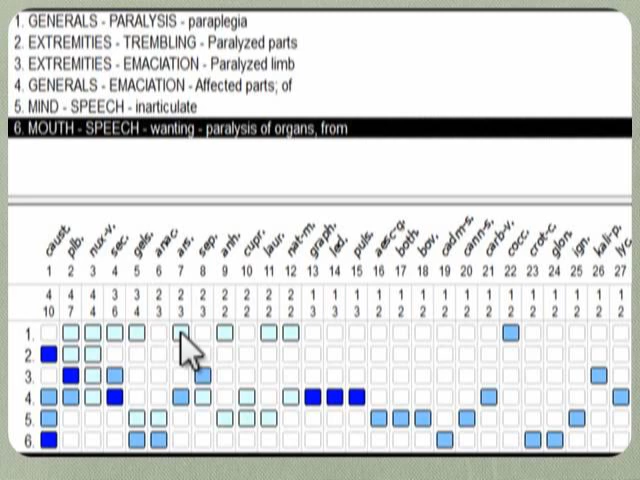 1. GENERALS - PARALYSIS - paraplegia
2. EXTREMITIES - TREMBLING - Paralyzed parts
3. EXTREMITIES - EMACIATION - Paralyzed limb
4. GENERALS - EMACIATION - Affected parts; of
5. MIND - SPEECH - inarticulate
6. MOUTH - SPEECH - wanting - paralysis of organs, from
caust. plb. nux-v. sec. gels. anac. ars. sep. anh. cupr. laur. nat-m. graph. led. puls. aesc-g. both. bov. cadm-s. cann-s. carb-v. cocc. crot-c. glon. ign. kali-p. lyc.
1 2 3 4 5 6 7 8 9 10 11 12 13 14 15 16 17 18 19 20 21 22 23 24 25 26 27
4 4 4 3 2 2 2 2 2 2 2 2 1 1 1 1 1 1 1 1 1 1 1 1 1 1 1
10 7 4 6 4 3 3 3 2 2 2 2 3 3 3 2 2 2 2 2 2 2 2 2 2 2 2
1.
2.
3.
4.
5.
6.